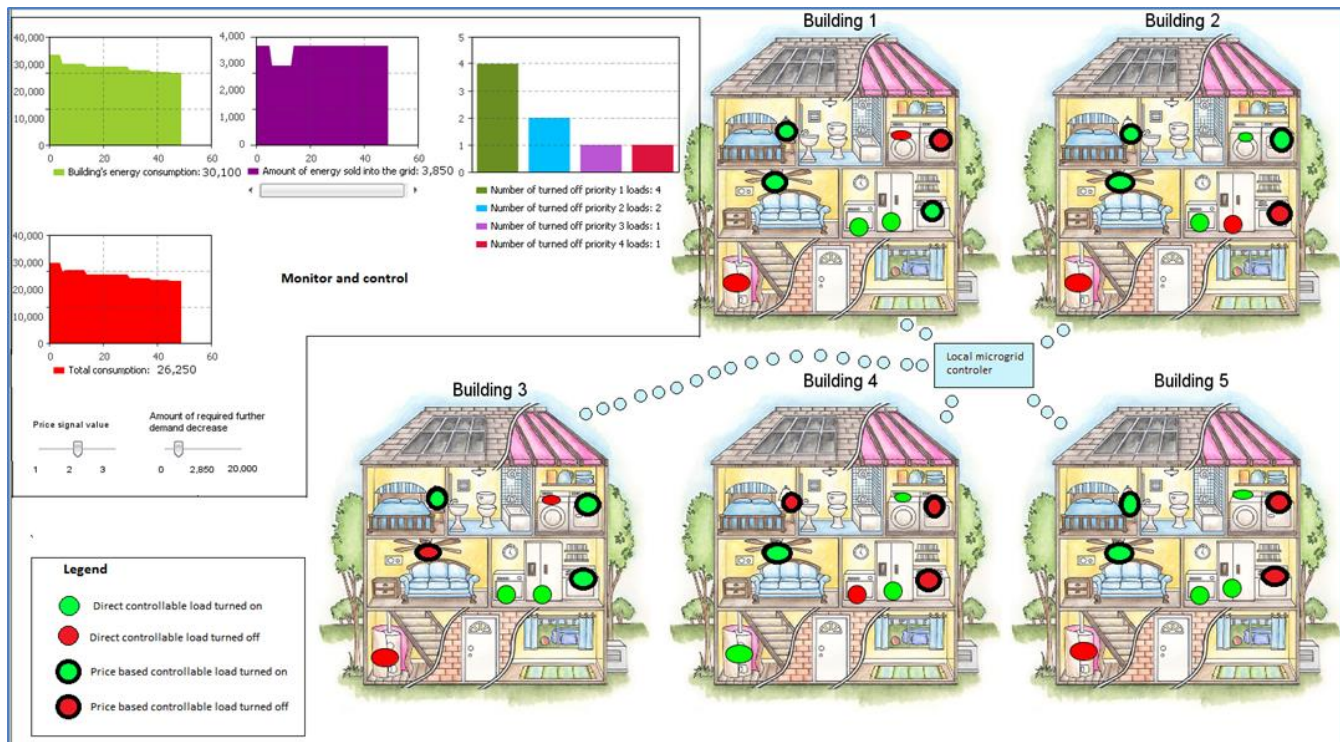 40,000
30,000
20,000
10,000
0
0 20 40 60
Building's energy consumption: 30,100
4,000
3,000
2,000
1,000
0
0 20 40 60
Amount of energy sold into the grid: 3,850
5
4
3
2
1
0
Number of turned off priority 1 loads: 4
Number of turned off priority 2 loads: 2
Number of turned off priority 3 loads: 1
Number of turned off priority 4 loads: 1
40,000
30,000
20,000
10,000
0
0 20 40 60
Total consumption: 26,250
Monitor and control
Price signal value
1 2 3
Amount of required further
demand decrease
0 2,850 20,000
Building 1
Building 2
Local microgrid
controler
Building 3
Building 4
Building 5
Legend
Direct controllable load turned on
Direct controllable load turned off
Price based controllable load turned on
Price based controllable load turned off